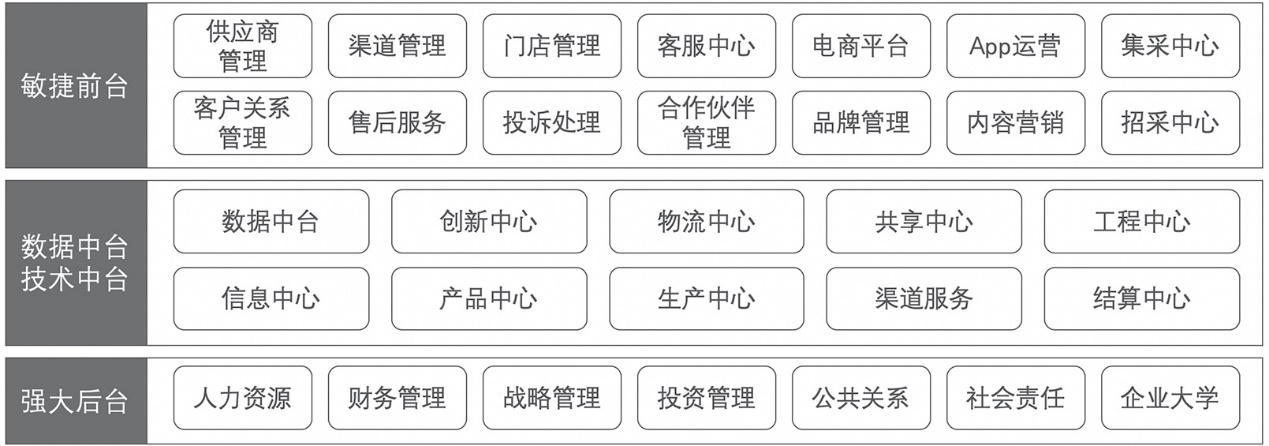 敏捷前台
供应商
管理
渠道管理
门店管理
客服中心
电商平台
App运营
集采中心
客户关系
管理
售后服务
投诉处理
合作伙伴
管理
品牌管理
内容营销
招采中心
数据中台
技术中台
数据中台
创新中心
物流中心
共享中心
工程中心
信息中心
产品中心
生产中心
渠道服务
结算中心
强大后台
人力资源
财务管理
战略管理
投资管理
公共关系
社会责任
企业大学